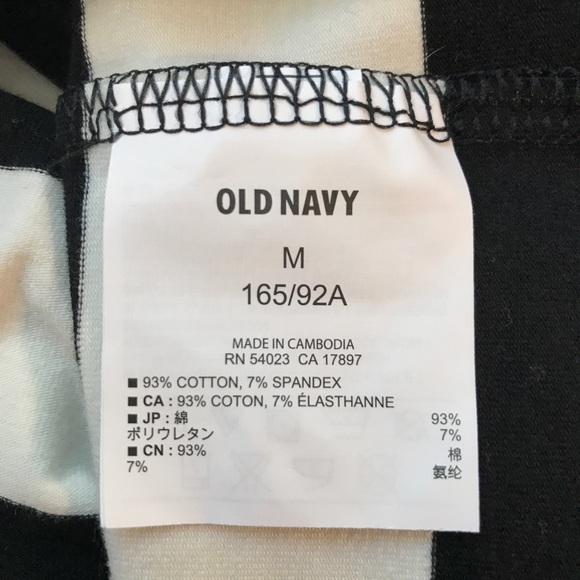 OLD NAVY
M
165/92A
MADE IN CAMBODIA
RN 54023 CA 17897
■ 93% COTTON, 7% SPANDEX
■ CA : 93% COTON, 7% ÉLASTHANNE
■ JP : 綿 93%
ポリウレタン 7%
■ CN : 93% 棉
7% 氨纶